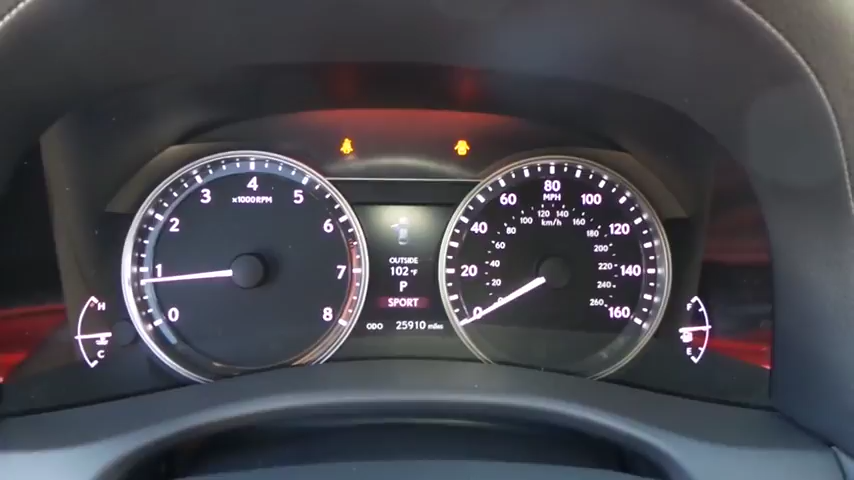 0 1 2 3 4 5 6 7 8
x1000RPM
OUTSIDE
102°F
P
SPORT
ODO 25910 miles
0 20 40 60 80 100 120 140 160
MPH
20 40 60 80 100 120 140 160 180 200 220 240 260
km/h
H
C
F
E